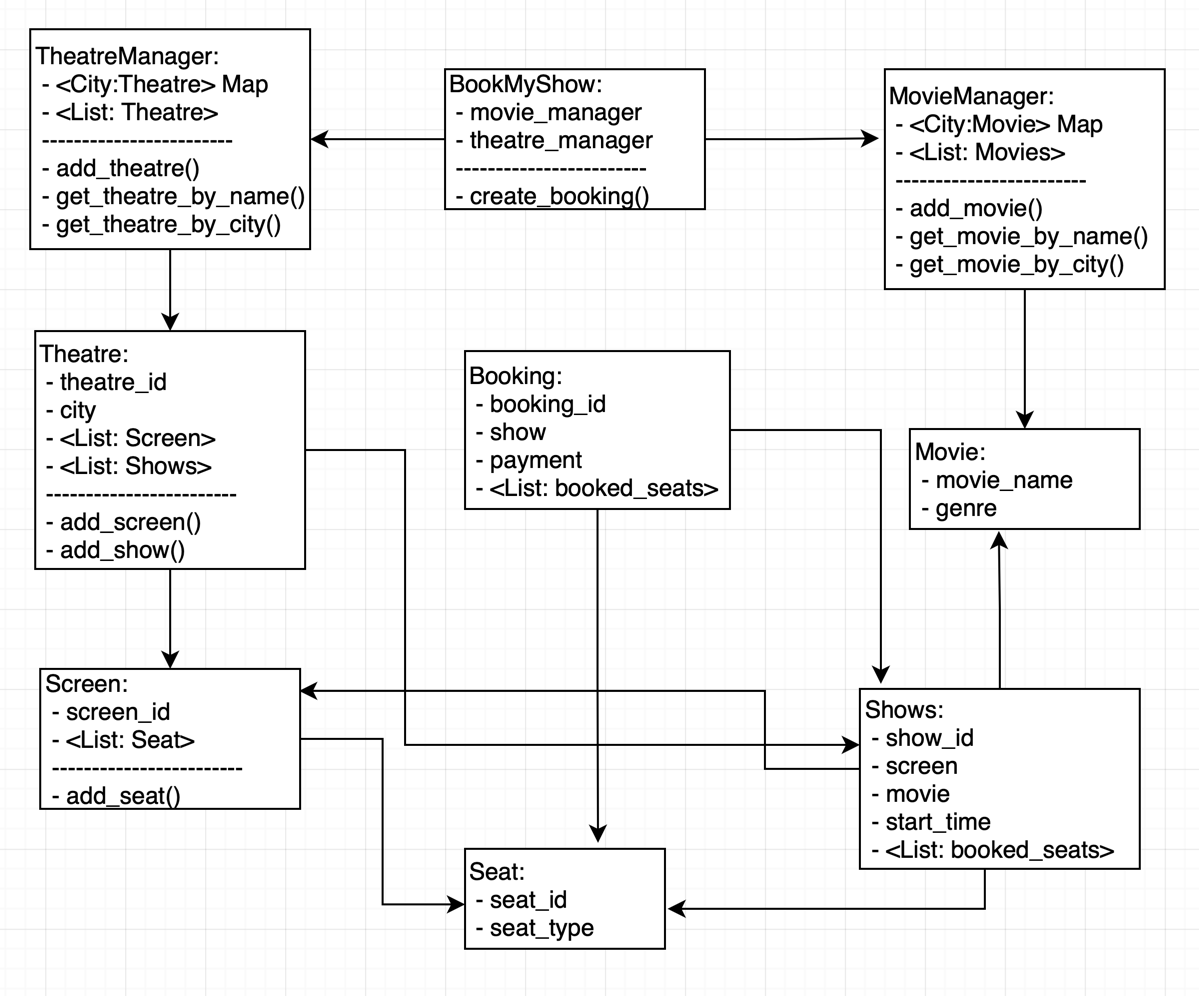 TheatreManager:
- <City:Theatre> Map
- <List: Theatre>
------------------------
- add_theatre()
- get_theatre_by_name()
- get_theatre_by_city()
BookMyShow:
- movie_manager
- theatre_manager
------------------------
- create_booking()
MovieManager:
- <City:Movie> Map
- <List: Movies>
------------------------
- add_movie()
- get_movie_by_name()
- get_movie_by_city()
Theatre:
- theatre_id
- city
- <List: Screen>
- <List: Shows>
------------------------
- add_screen()
- add_show()
Booking:
- booking_id
- show
- payment
- <List: booked_seats>
Movie:
- movie_name
- genre
Screen:
- screen_id
- <List: Seat>
------------------------
- add_seat()
Shows:
- show_id
- screen
- movie
- start_time
- <List: booked_seats>
Seat:
- seat_id
- seat_type